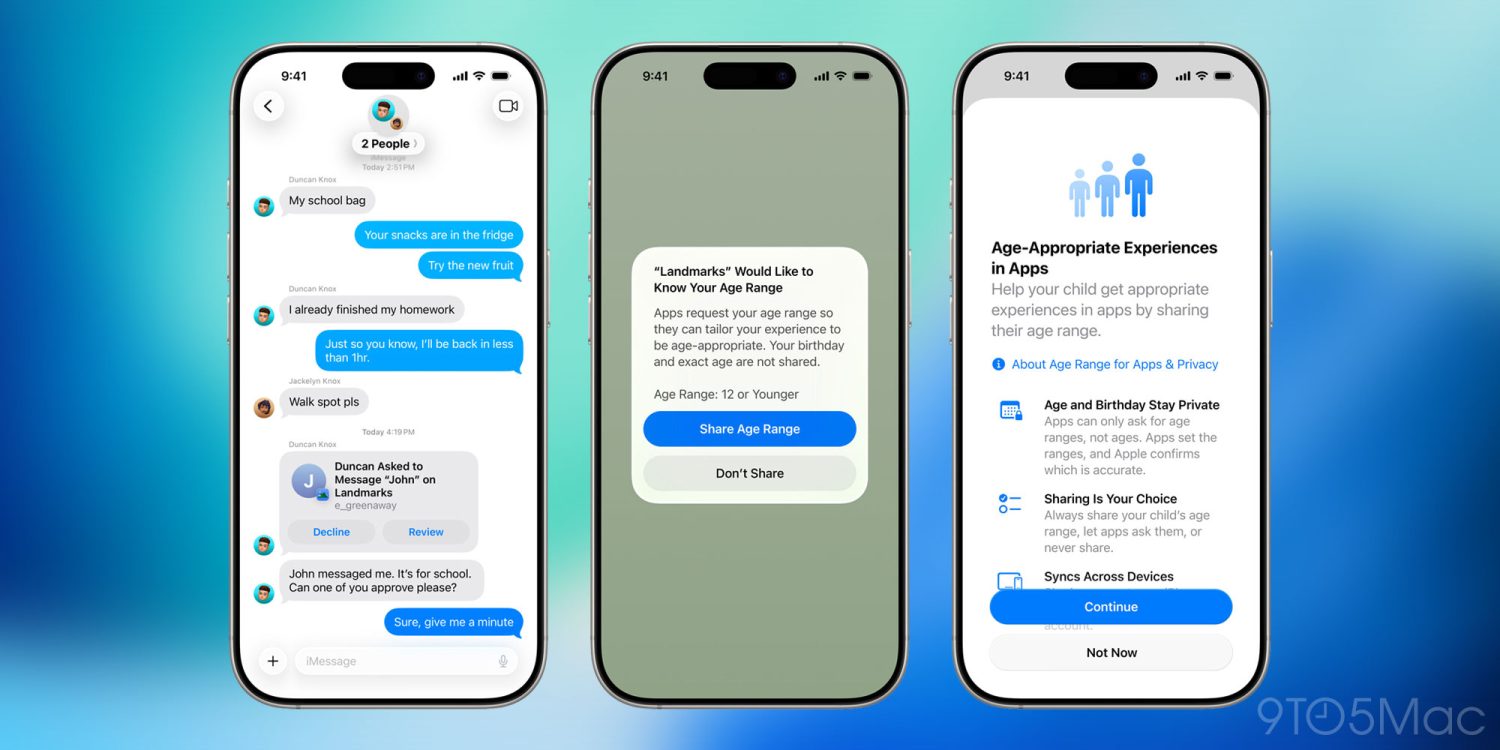 9:41
2 People
iMessage
Today 2:51 PM
Duncan Knox
My school bag
Your snacks are in the fridge
Try the new fruit
Duncan Knox
I already finished my homework
Just so you know, I’ll be back in less
than 1hr.
Jackelyn Knox
Walk spot pls
Today 4:19 PM
Duncan Knox
J
Duncan Asked to
Message “John” on
Landmarks
e_greenaway
Decline
Review
John messaged me. It’s for school.
Can one of you approve please?
Sure, give me a minute
iMessage
9:41
“Landmarks” Would Like to
Know Your Age Range
Apps request your age range so
they can tailor your experience to
be age-appropriate. Your birthday
and exact age are not shared.
Age Range: 12 or Younger
Share Age Range
Don’t Share
9:41
Age-Appropriate Experiences
in Apps
Help your child get appropriate
experiences in apps by sharing
their age range.
About Age Range for Apps & Privacy
Age and Birthday Stay Private
Apps can only ask for age
ranges, not ages. Apps set the
ranges, and Apple confirms
which is accurate.
Sharing Is Your Choice
Always share your child’s age
range, let apps ask them, or
never share.
Syncs Across Devices
Continue
account.
Not Now
9TO5Mac